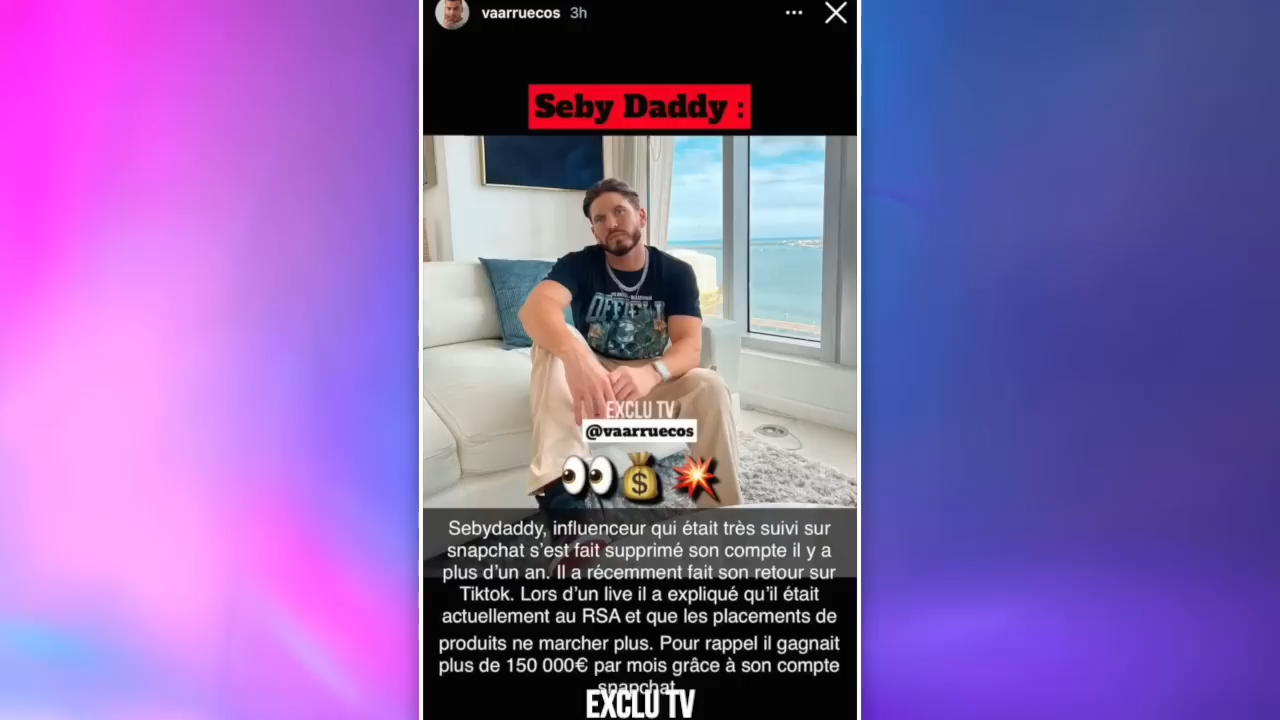 vaarruecos 3h
Seby Daddy :
EXCLU TV
@vaarruecos
Sebydaddy, influenceur qui était très suivi sur
snapchat s’est fait supprimé son compte il y a
plus d’un an. Il a récemment fait son retour sur
Tiktok. Lors d’un live il a expliqué qu’il était
actuellement au RSA et que les placements de
produits ne marcher plus. Pour rappel il gagnait
plus de 150 000€ par mois grâce à son compte
snapchat
EXCLU TV